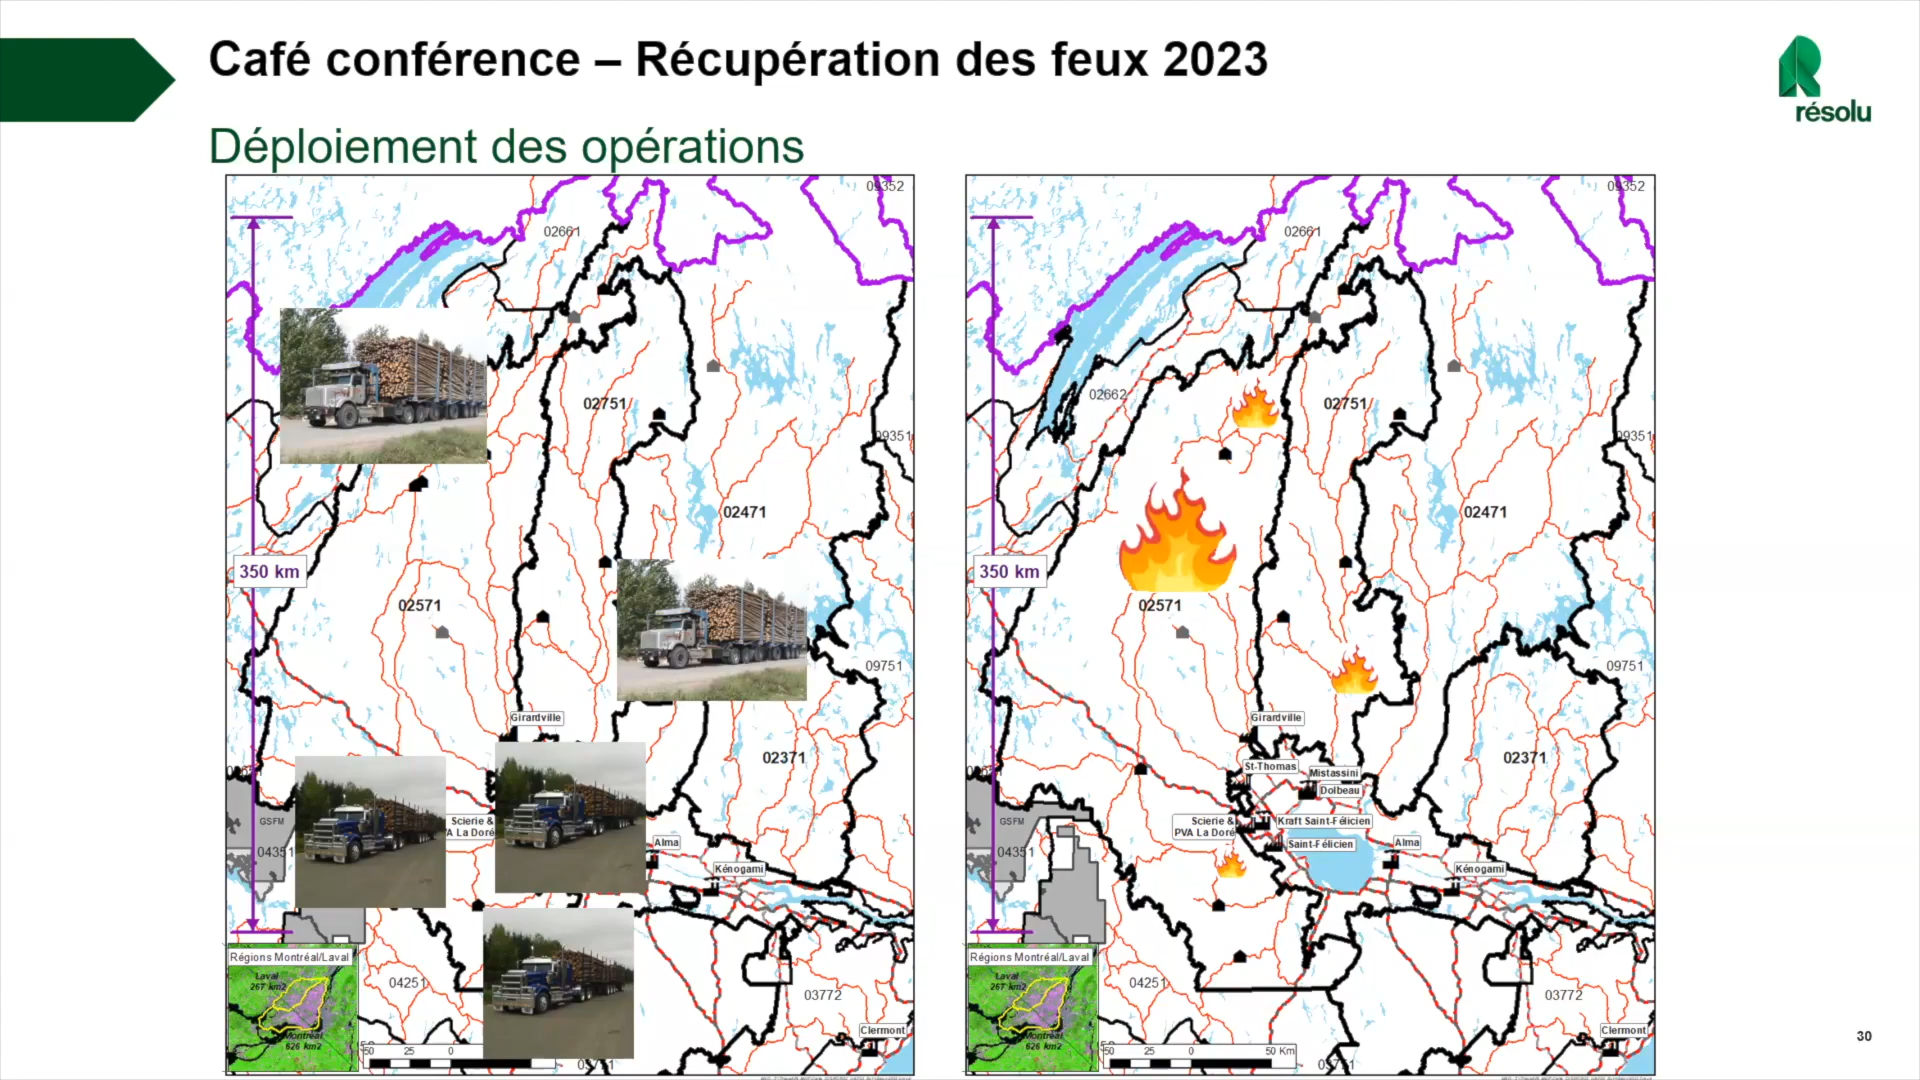 Café conférence – Récupération des feux 2023
résolu
Déploiement des opérations
09352
02661
02751
09351
02471
350 km
02571
09751
Girardville
02371
GSFM
04351
Scierie &
La Doré
Alma
Kénogami
Régions Montréal/Laval
Laval
267 km2
Montréal
626 km2
04251
03772
Clermont
50 25 0
09352
02661
02662
02751
09351
02471
350 km
02571
09751
Girardville
St-Thomas
Mistassini
Dolbeau
02371
Scierie &
PVA La Doré
Kraft Saint-Félicien
Saint-Félicien
GSFM
04351
Alma
Kénogami
Régions Montréal/Laval
Laval
267 km2
Montréal
626 km2
04251
03772
Clermont
50 25 0 50 Km
30